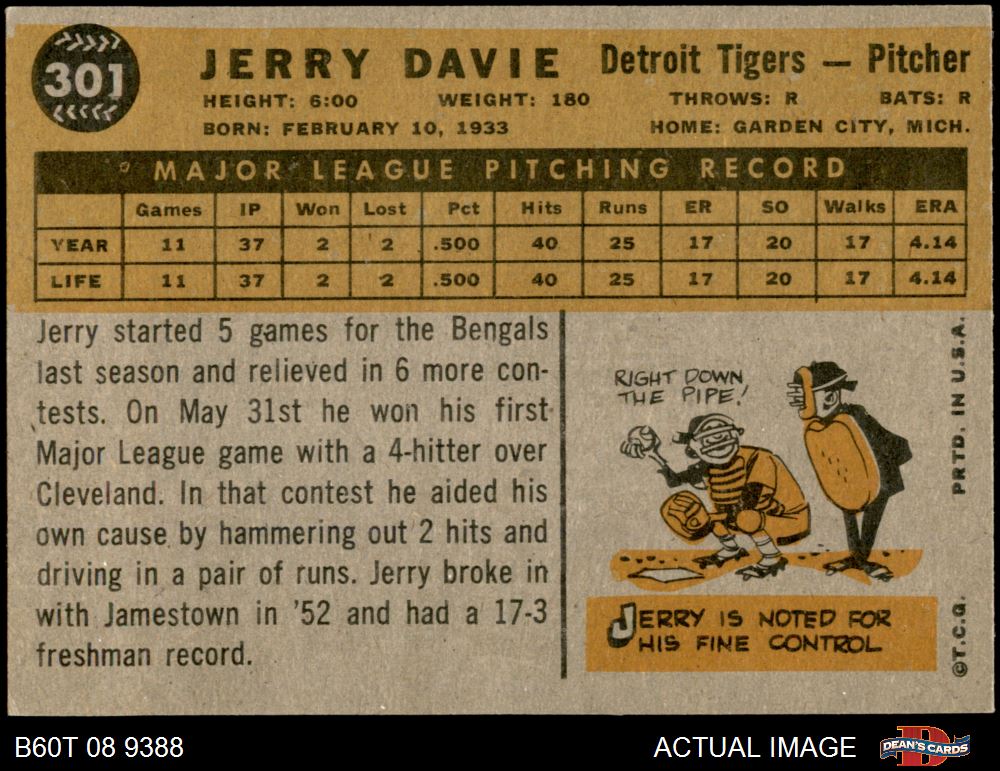 301
JERRY DAVIE Detroit Tigers — Pitcher
HEIGHT: 6:00 WEIGHT: 180 THROWS: R BATS: R
BORN: FEBRUARY 10, 1933 HOME: GARDEN CITY, MICH.
MAJOR LEAGUE PITCHING RECORD
Games IP Won Lost Pct Hits Runs ER SO Walks ERA
YEAR 11 37 2 2 .500 40 25 17 20 17 4.14
LIFE 11 37 2 2 .500 40 25 17 20 17 4.14
Jerry started 5 games for the Bengals
last season and relieved in 6 more con-
tests. On May 31st he won his first
Major League game with a 4-hitter over
Cleveland. In that contest he aided his
own cause by hammering out 2 hits and
driving in a pair of runs. Jerry broke in
with Jamestown in '52 and had a 17-3
freshman record.
RIGHT DOWN
THE PIPE!
JERRY IS NOTED FOR
HIS FINE CONTROL
©T.C.G. PRTD. IN U.S.A.
B60T 08 9388 ACTUAL IMAGE DEAN'S CARDS